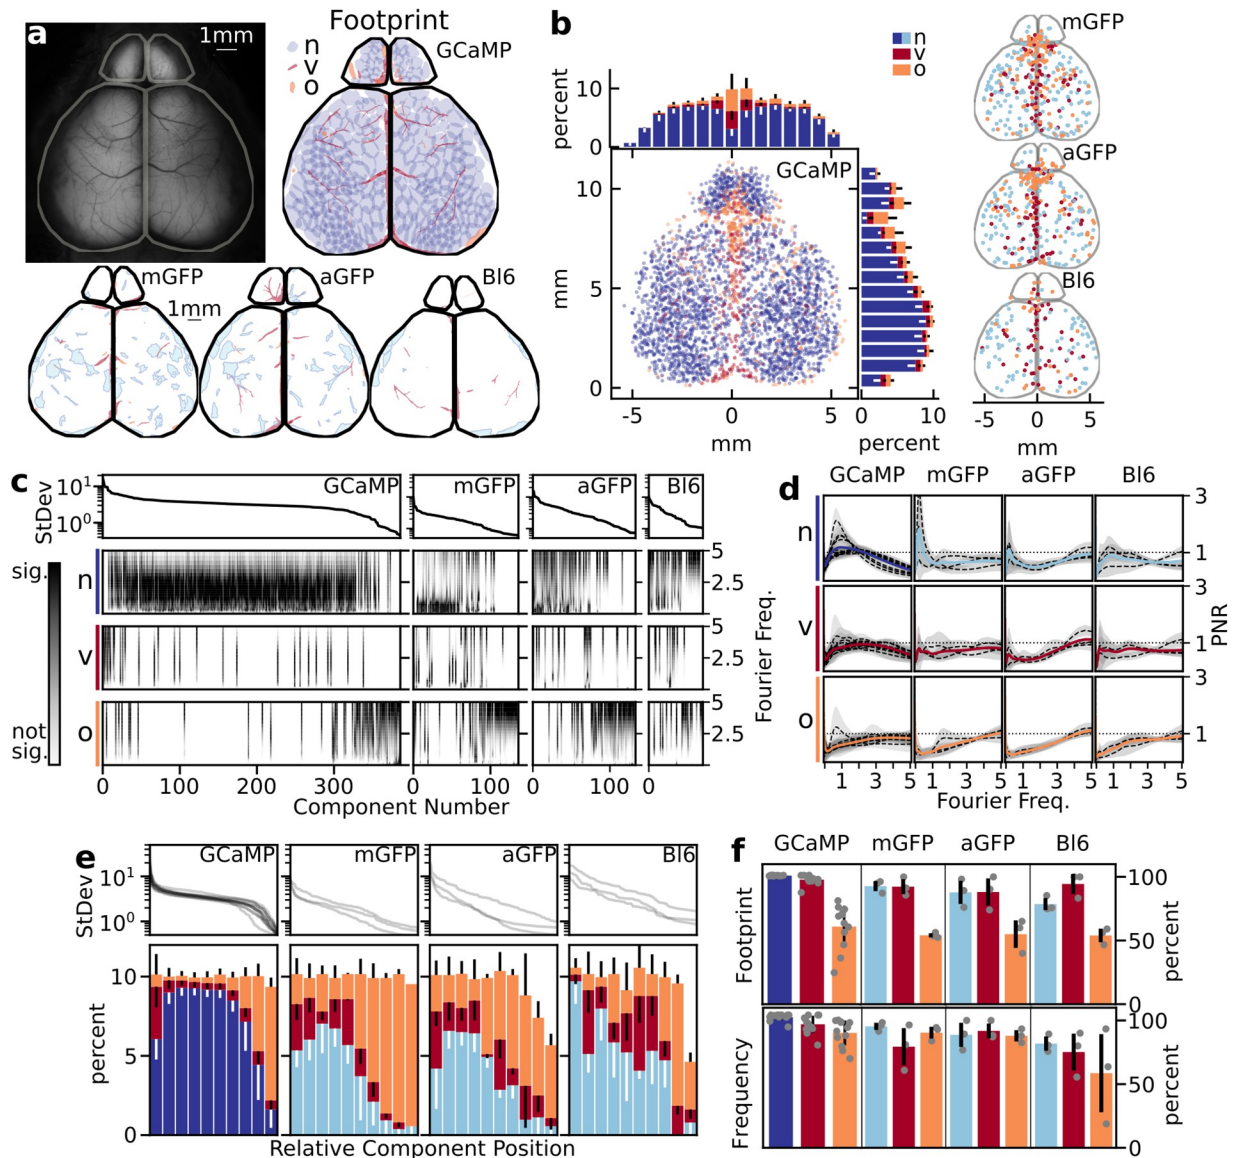 a
1mm
Footprint
n
v
o
GCaMP
mGFP
1mm
aGFP
Bl6
b
n
v
o
percent
10
0
GCaMP
mm
10
5
0
-5 0 5
mm
0 10
percent
mGFP
aGFP
Bl6
-5 0 5
mm
c
StDev
10¹
10⁰
GCaMP
mGFP
aGFP
Bl6
sig.
not
sig.
n
v
o
5
2.5
5
2.5
5
2.5
Fourier Freq.
0 100 200 300 0 100 0 100 0
Component Number
d
GCaMP mGFP aGFP Bl6
n
v
o
3
1
3
1
3
1
PNR
1 3 5 1 3 5 1 3 5 1 3 5
Fourier Freq.
e
StDev
10¹
10⁰
GCaMP
mGFP
aGFP
Bl6
percent
10
5
0
Relative Component Position
f
GCaMP mGFP aGFP Bl6
Footprint
100
50
0
percent
Frequency
100
50
0
percent